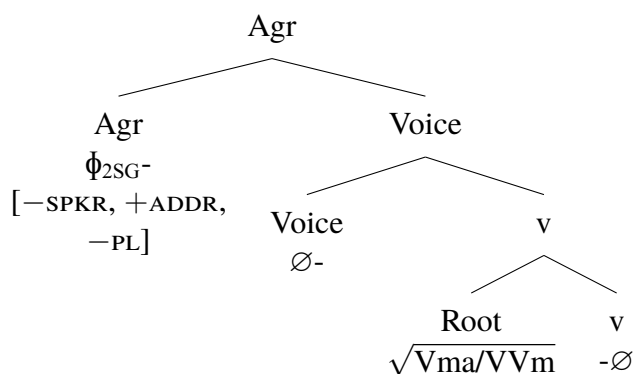 Agr
Agr Voice
ϕ2SG-
[−SPKR, +ADDR,
−PL]
Voice v
∅-
Root v
√Vma/VVm -∅